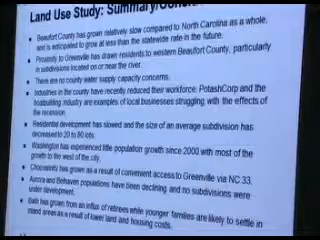 Land Use Study: Summary/
• Beaufort County has grown relatively slow compared to North Carolina as a whole,
and is anticipated to grow at less than the statewide rate in the future.
• Proximity to Greenville has drawn residents to western Beaufort County, particularly
in subdivisions located on or near the river.
• There are no county water supply capacity concerns.
• Industries in the county have recently reduced their workforce. PotashCorp and the
boatbuilding industry are examples of local businesses struggling with the effects of
the recession.
• Residential development has slowed and the size of an average subdivision has
decreased to 20 to 80 lots.
• Washington has experienced little population growth since 2000 with most of the
growth to the west of the city.
• Chocowinity has grown as a result of convenient access to Greenville via NC 33.
• Aurora and Belhaven populations have been declining and no subdivisions were
under development.
• Bath has grown from an influx of retirees while younger families are likely to settle in
inland areas as a result of lower land and housing costs.